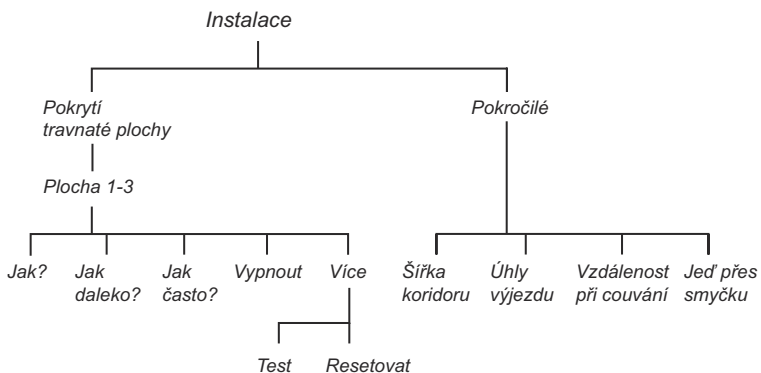 Instalace
Pokrytí
travnaté plochy
Pokročilé
Plocha 1-3
Jak?
Jak
daleko?
Jak
často?
Vypnout
Více
Šířka
koridoru
Úhly
výjezdu
Vzdálenost
při couvání
Jeď přes
smyčku
Test
Resetovat